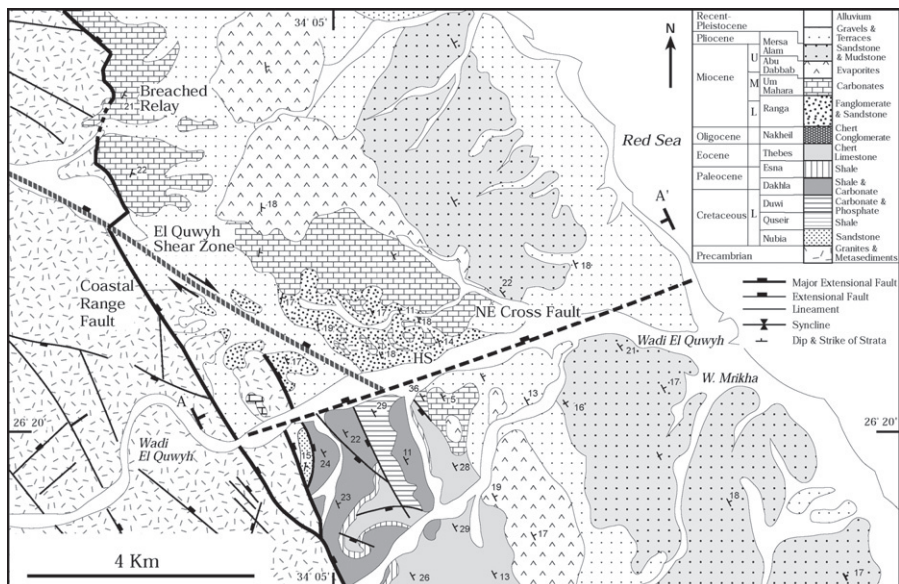 34 05'
N
Breached
Relay
21
22
18
El Quwyh
Shear Zone
Coastal
Range
Fault
17
11
18
19
14
18
17
HS
22
18
Red Sea
A'
NE Cross Fault
Wadi El Quwyh
W. Mrikha
21
17
16
18
17
A
26 20'
Wadi
El Quwyh
26 20'
36
5
13
29
22
15
24
11
28
23
19
29
17
26
13
4 Km
34 05'
Recent-
Pleistocene
Alluvium
Pliocene
Gravels &
Terraces
Miocene
U
Mersa
Alam
Sandstone
& Mudstone
Abu
Dabbab
Evaporites
M
Um
Mahara
Carbonates
L
Ranga
Fanglomerate
& Sandstone
Oligocene
Nakheil
Chert
Conglomerate
Eocene
Thebes
Chert
Limestone
Paleocene
Esna
Shale
Dakhla
Shale &
Carbonate
Cretaceous
L
Duwi
Carbonate &
Phosphate
Quseir
Shale
Nubia
Sandstone
Precambrian
Granites &
Metasediments
Major Extensional Fault
Extensional Fault
Lineament
Syncline
Dip & Strike of Strata